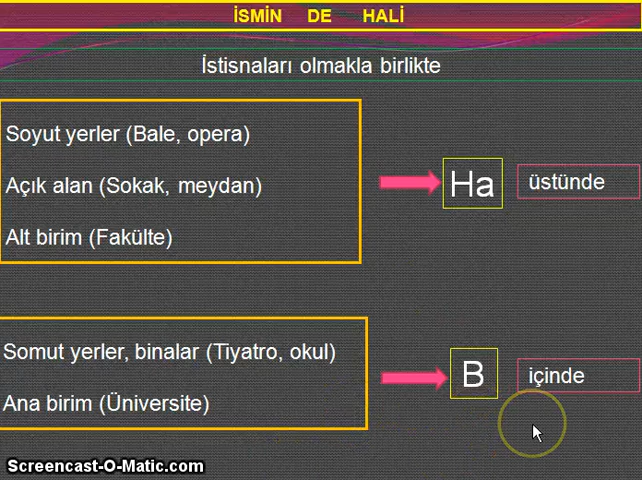 İSMİN DE HALİ
İstisnaları olmakla birlikte
Soyut yerler (Bale, opera)
Açık alan (Sokak, meydan)
Alt birim (Fakülte)
На
üstünde
Somut yerler, binalar (Tiyatro, okul)
Ana birim (Üniversite)
В
içinde
Screencast-O-Matic.com